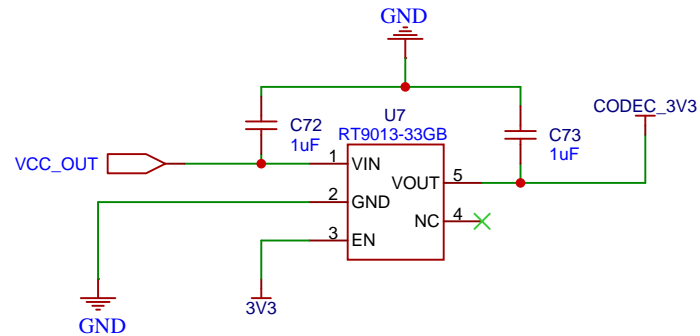 GND
CODEC_3V3
U7
RT9013-33GB
C72
1uF
C73
1uF
VCC_OUT
1
VIN
VOUT
5
2
GND
NC
4
3
EN
3V3
GND